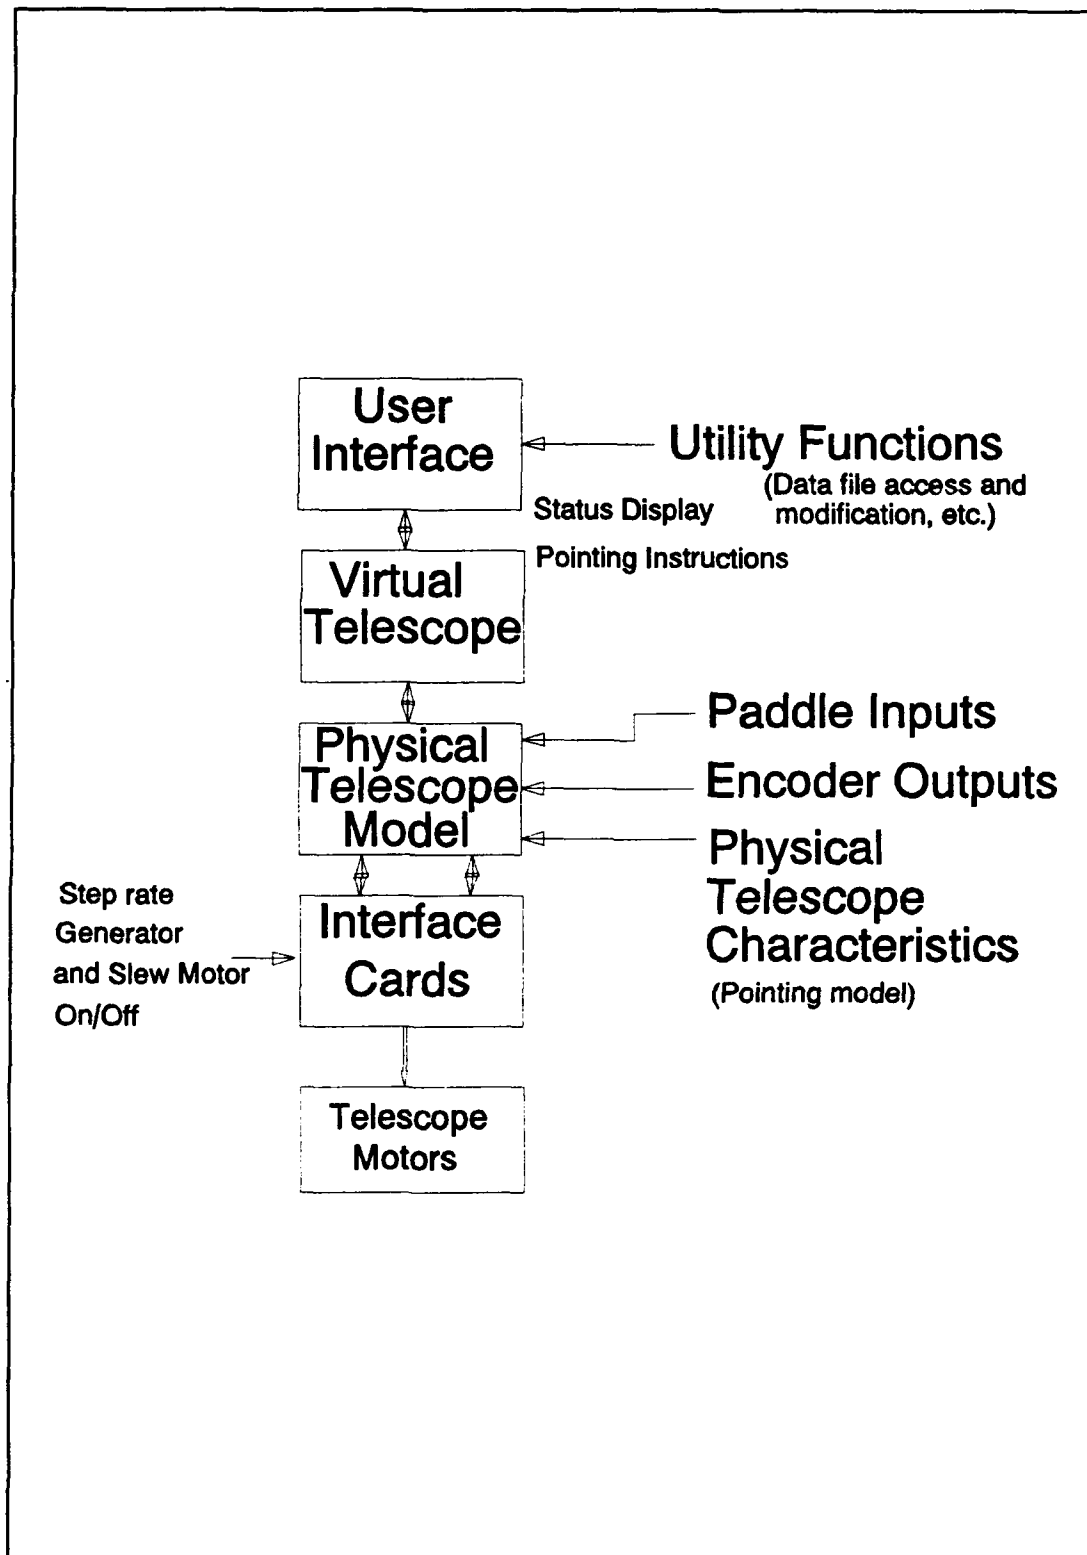 User
Interface
Utility Functions
(Data file access and
modification, etc.)
Status Display
Pointing Instructions
Virtual
Telescope
Physical
Telescope
Model
Paddle Inputs
Encoder Outputs
Physical
Telescope
Characteristics
(Pointing model)
Step rate
Generator
and Slew Motor
On/Off
Interface
Cards
Telescope
Motors